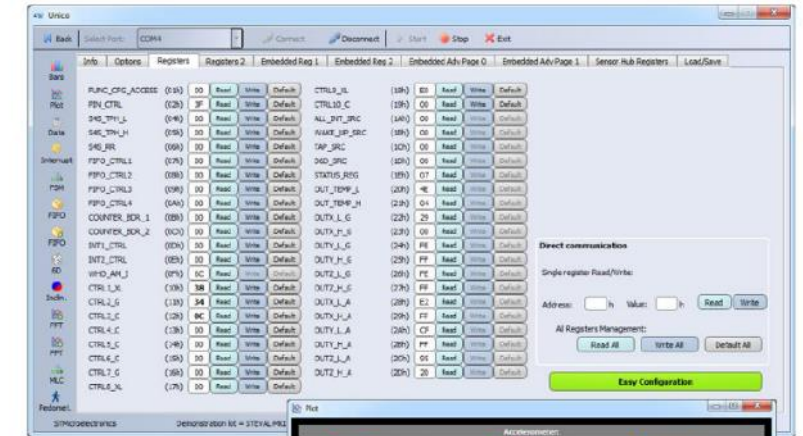 Unico
Back Select Port: COM4 Connect Disconnect Start Stop Exit
Info Options Registers Registers 2 Embedded Reg 1 Embedded Reg 2 Embedded Adv Page 0 Embedded Adv Page 1 Sensor Hub Registers Load/Save
Bars
Plot
Data
Interrupt
FSM
FIFO
FIFO
6D
Inclin.
FFT
FFT
MLC
Pedomet.
FUNC_CFG_ACCESS (01h) 00 Read Write Default CTRL9_XL (18h) E0 Read Write Default
PIN_CTRL (02h) 3F Read Write Default CTRL10_C (19h) 00 Read Write Default
S4S_TPH_L (04h) 00 Read Write Default ALL_INT_SRC (1Ah) 00 Read Write Default
S4S_TPH_H (05h) 00 Read Write Default WAKE_UP_SRC (1Bh) 00 Read Write Default
S4S_RR (06h) 00 Read Write Default TAP_SRC (1Ch) 00 Read Write Default
FIFO_CTRL1 (07h) 00 Read Write Default D6D_SRC (1Dh) 00 Read Write Default
FIFO_CTRL2 (08h) 00 Read Write Default STATUS_REG (1Eh) 07 Read Write Default
FIFO_CTRL3 (09h) 00 Read Write Default OUT_TEMP_L (20h) 4E Read Write Default
FIFO_CTRL4 (0Ah) 00 Read Write Default OUT_TEMP_H (21h) 04 Read Write Default
COUNTER_BDR_1 (0Bh) 00 Read Write Default OUTX_L_G (22h) 29 Read Write Default
COUNTER_BDR_2 (0Ch) 00 Read Write Default OUTX_H_G (23h) 00 Read Write Default
INT1_CTRL (0Dh) 00 Read Write Default OUTY_L_G (24h) FE Read Write Default
INT2_CTRL (0Eh) 00 Read Write Default OUTY_H_G (25h) FF Read Write Default
WHO_AM_I (0Fh) 6C Read Write Default OUTZ_L_G (26h) FE Read Write Default
CTRL1_XL (10h) 38 Read Write Default OUTZ_H_G (27h) FF Read Write Default
CTRL2_G (11h) 34 Read Write Default OUTX_L_A (28h) E2 Read Write Default
CTRL3_C (12h) 0C Read Write Default OUTX_H_A (29h) FF Read Write Default
CTRL4_C (13h) 00 Read Write Default OUTY_L_A (2Ah) CF Read Write Default
CTRL5_C (14h) 00 Read Write Default OUTY_H_A (2Bh) FF Read Write Default
CTRL6_C (15h) 00 Read Write Default OUTZ_L_A (2Ch) Read Write Default
CTRL7_G (16h) 00 Read Write Default OUTZ_H_A (2Dh) 20 Read Write Default
CTRL8_XL (17h) 00 Read Write Default
Direct communication
Single register Read/Write:
Address: h Value: h Read Write
All Registers Management:
Read All Write All Default All
Easy Configuration
STMicroelectronics Demonstration kit = STEVAL-MKI
Plot
Accelerometer: